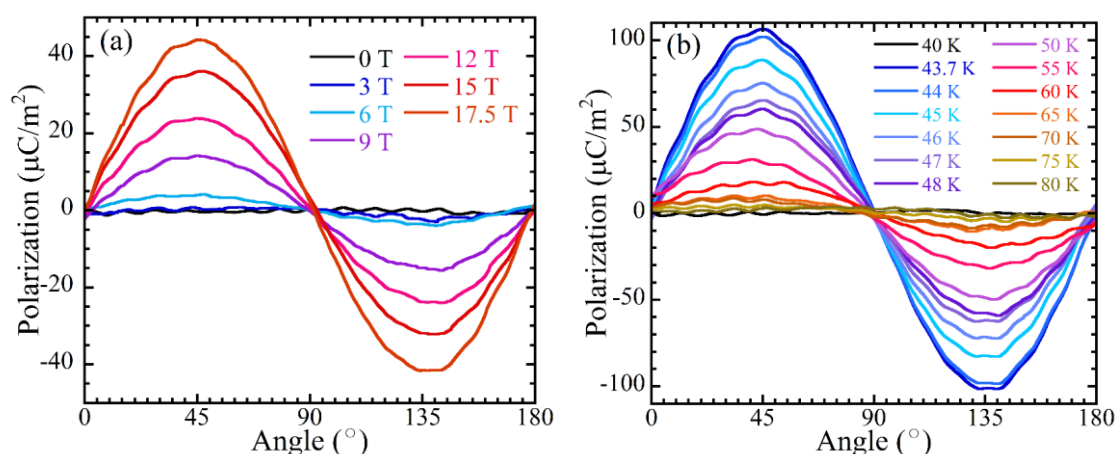 (a)
0 T
3 T
6 T
9 T
12 T
15 T
17.5 T
40
20
0
-20
-40
Polarization (μC/m²)
0
45
90
135
180
Angle (°)
(b)
40 K
43.7 K
44 K
45 K
46 K
47 K
48 K
50 K
55 K
60 K
65 K
70 K
75 K
80 K
100
50
0
-50
-100
Polarization (μC/m²)
0
45
90
135
180
Angle (°)